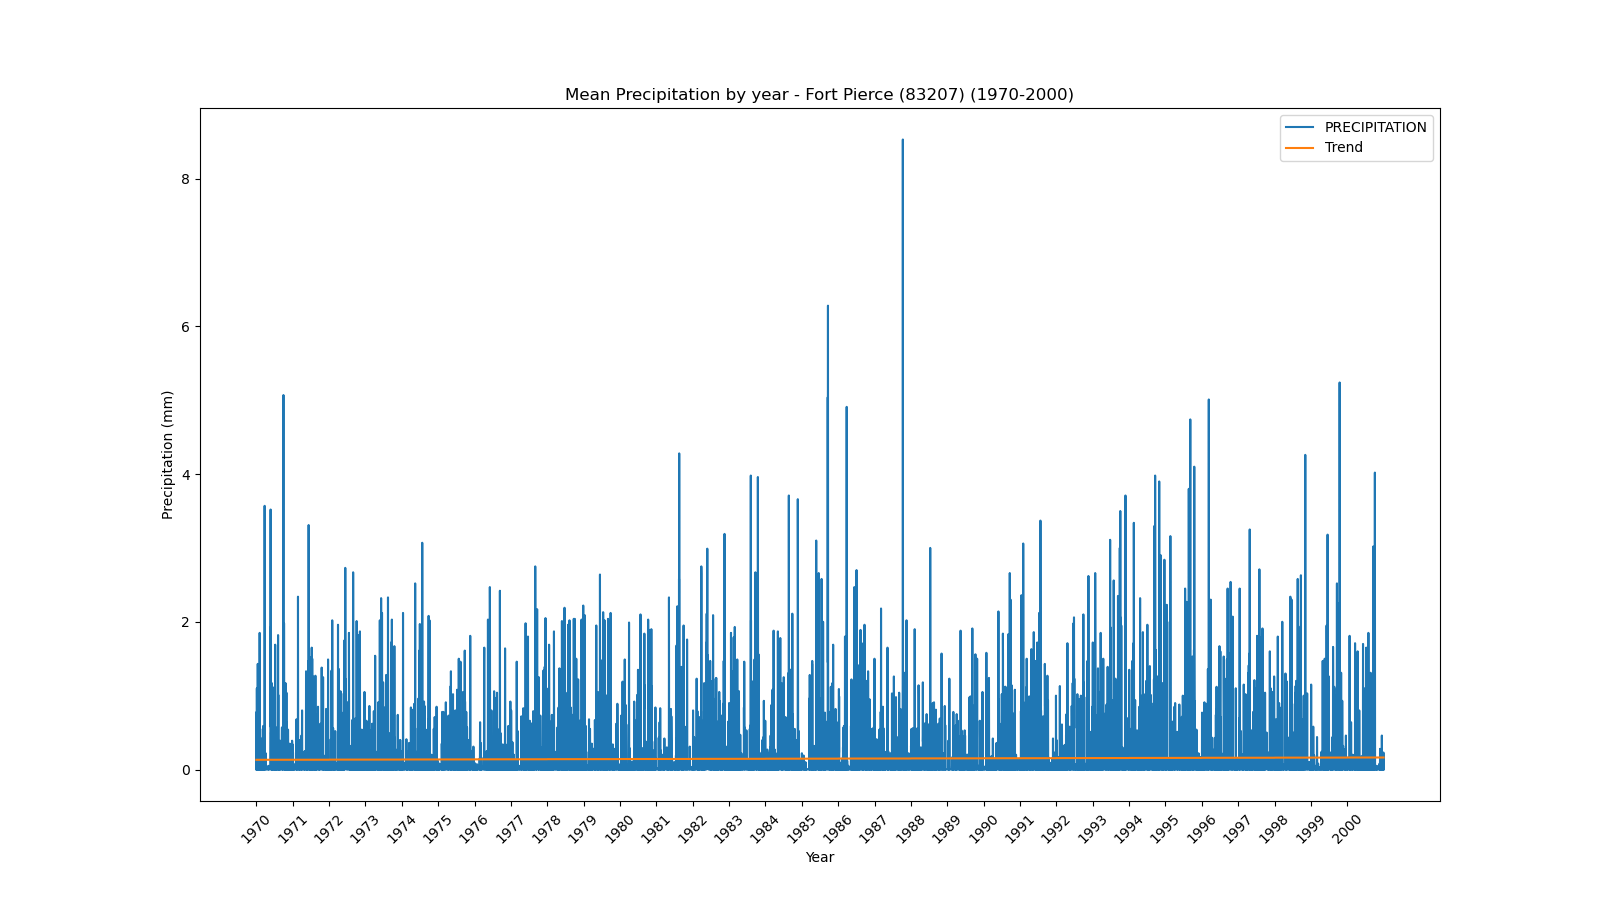 Mean Precipitation by year - Fort Pierce (83207) (1970-2000)
PRECIPITATION
Trend
8
6
4
2
0
Precipitation (mm)
1970 1971 1972 1973 1974 1975 1976 1977 1978 1979 1980 1981 1982 1983 1984 1985 1986 1987 1988 1989 1990 1991 1992 1993 1994 1995 1996 1997 1998 1999 2000
Year